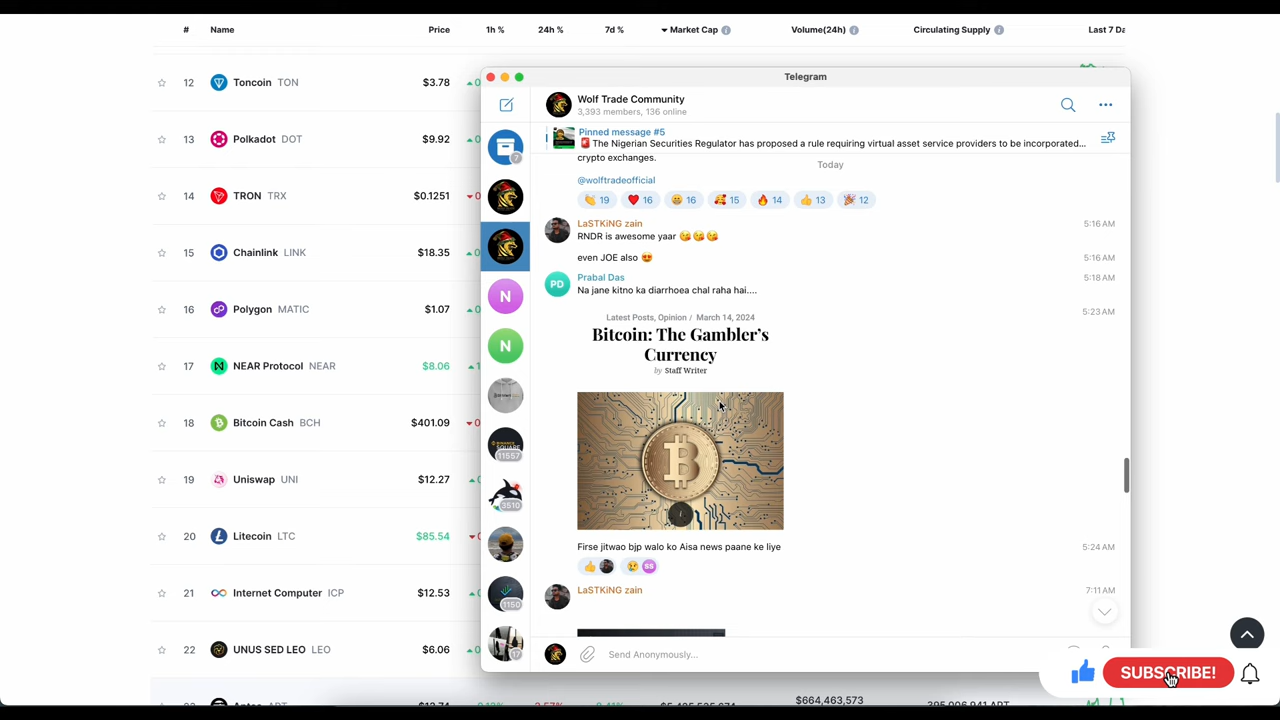 # Name Price 1h % 24h % 7d % Market Cap Volume(24h) Circulating Supply Last 7 Da
12 Toncoin TON $3.78
13 Polkadot DOT $9.92
14 TRON TRX $0.1251
15 Chainlink LINK $18.35
16 Polygon MATIC $1.07
17 NEAR Protocol NEAR $8.06
18 Bitcoin Cash BCH $401.09
19 Uniswap UNI $12.27
20 Litecoin LTC $85.54
21 Internet Computer ICP $12.53
22 UNUS SED LEO LEO $6.06
$664,463,573
Telegram
Wolf Trade Community
3,393 members, 136 online
Pinned message #5
🚨The Nigerian Securities Regulator has proposed a rule requiring virtual asset service providers to be incorporated...
crypto exchanges.
Today
@wolftradeofficial
👏 19 ❤️ 16 😁 16 🥰 15 🔥 14 👍 13 🎉 12
LaSTKiNG zain 5:16 AM
RNDR is awesome yaar 😘 😘 😘
even JOE also 😍 5:16 AM
PD Prabal Das 5:18 AM
Na jane kitno ka diarrhoea chal raha hai....
5:23 AM
Latest Posts, Opinion / March 14, 2024
Bitcoin: The Gambler's
Currency
by Staff Writer
Firse jitwao bjp walo ko Aisa news paane ke liye 5:24 AM
SS
LaSTKiNG zain 7:11 AM
Send Anonymously...
7
N
N
11557
3510
1150
17
SUBSCRIBE!